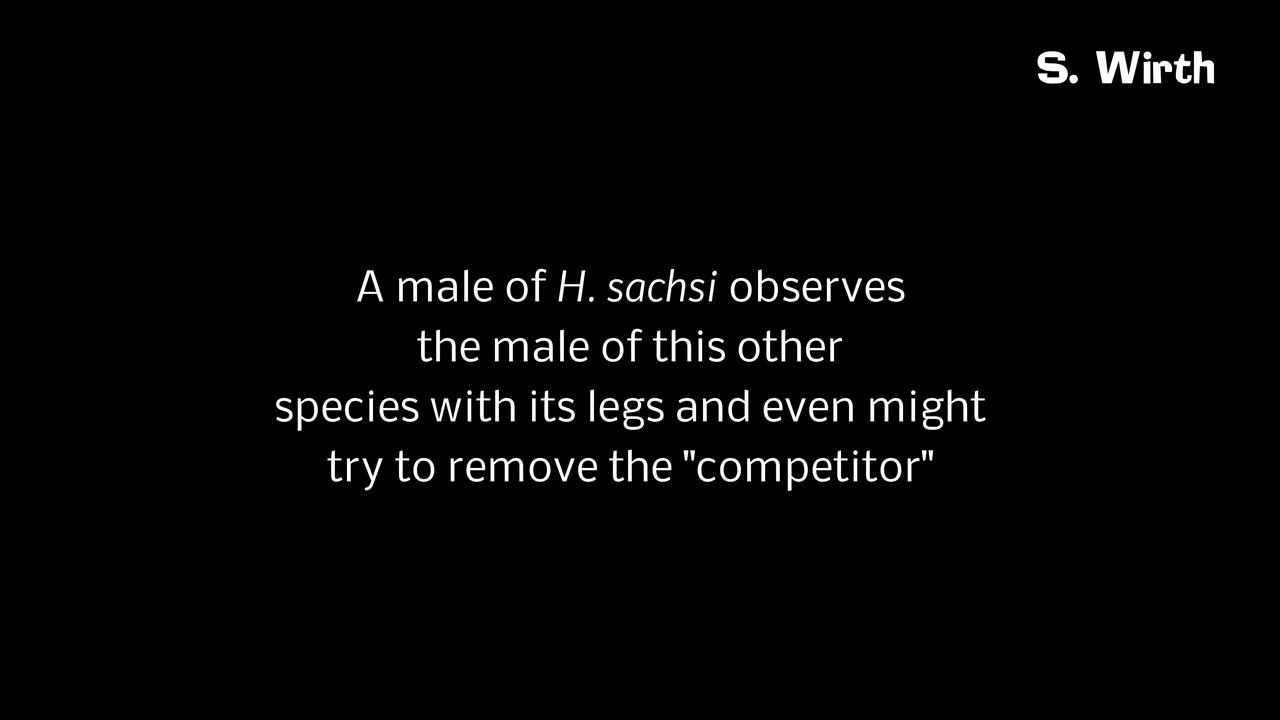 S. Wirth
A male of H. sachsi observes
the male of this other
species with its legs and even might
try to remove the "competitor"